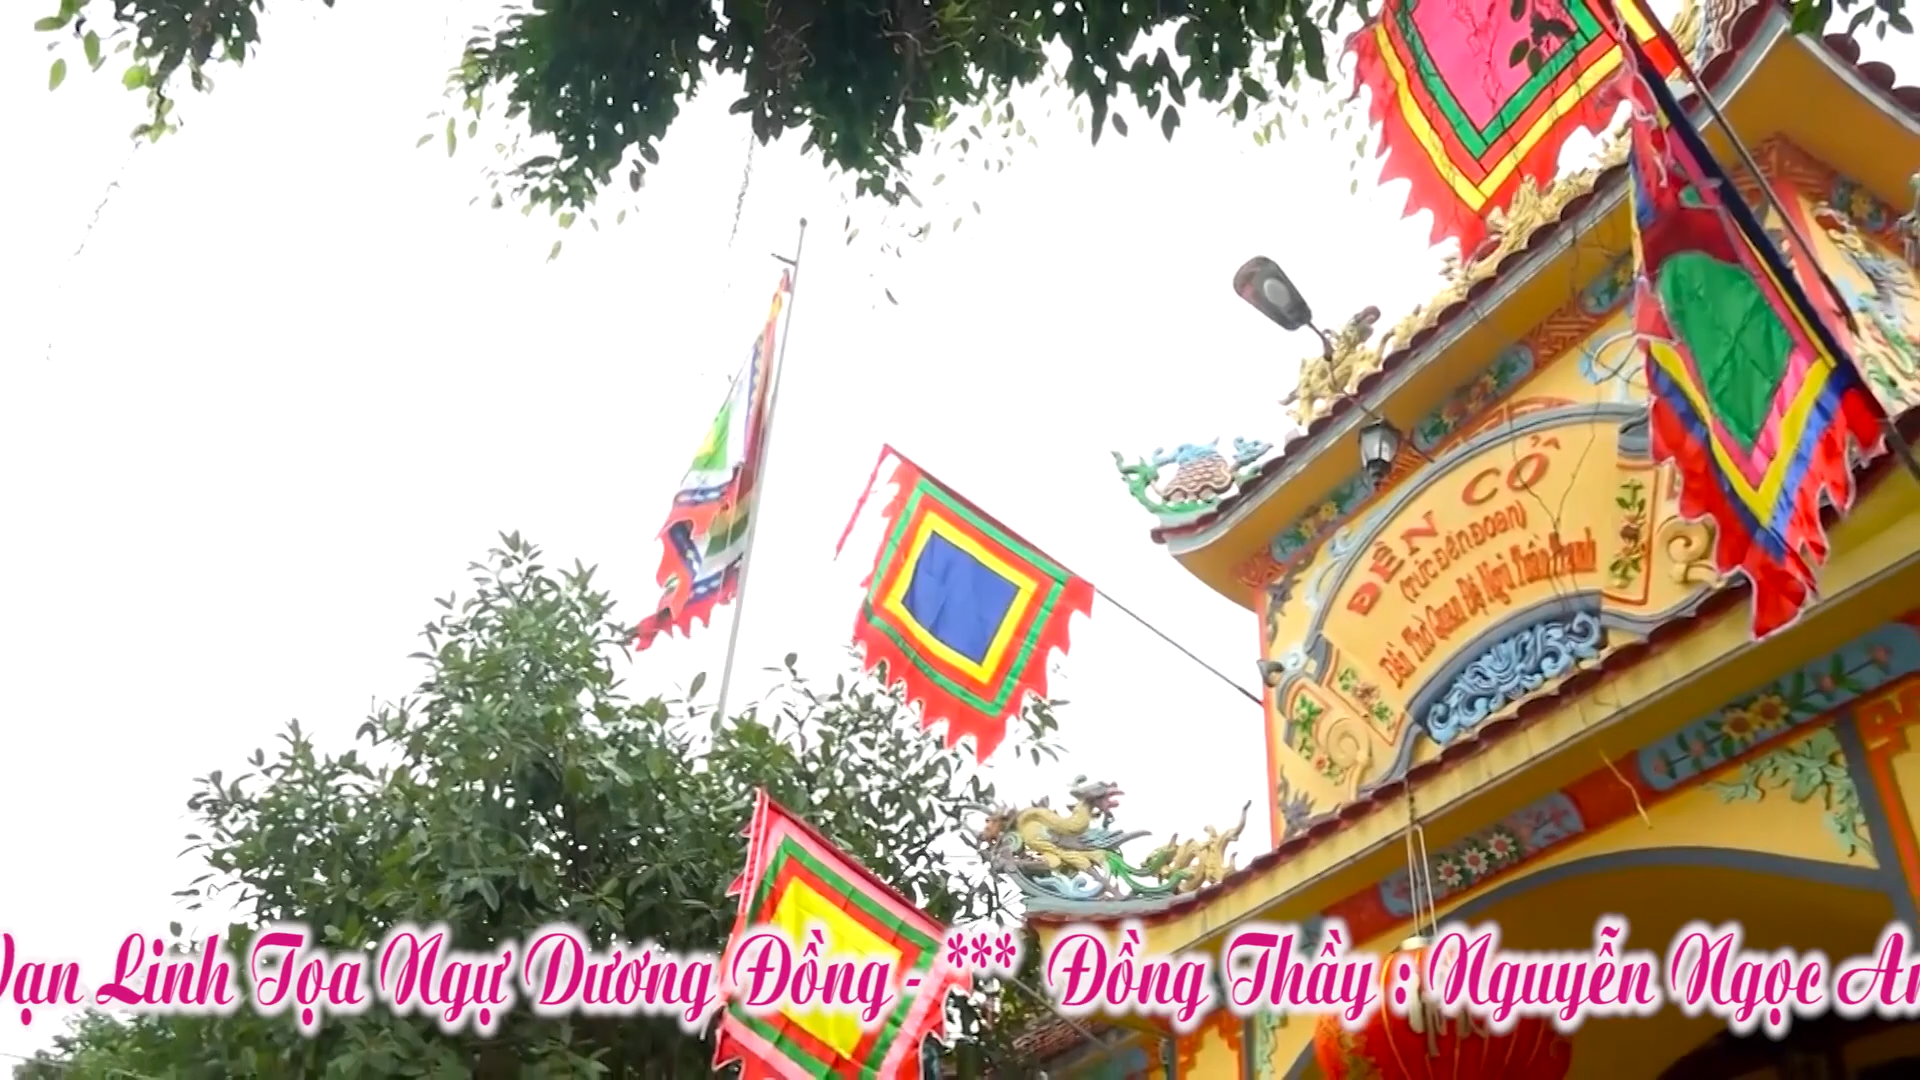 ĐỀN CỔ
(TỨC ĐỀN ĐOAN)
Đền Thờ Quan Đệ Ngũ Tuần Tranh
Vạn Linh Tọa Ngự Dương Đồng - *** Đồng Thầy : Nguyễn Ngọc An